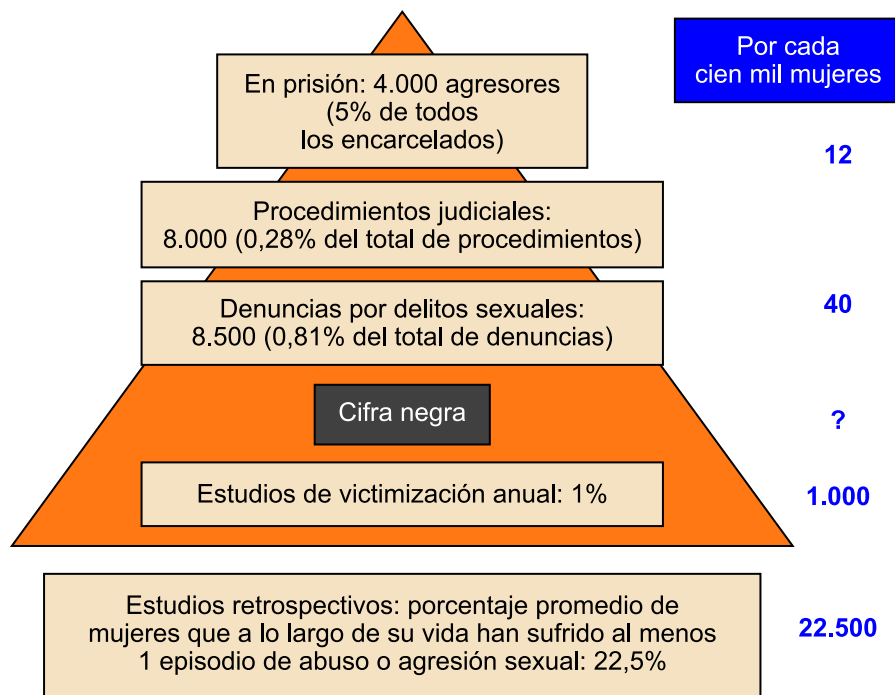 En prisión: 4.000 agresores
(5% de todos
los encarcelados)
Por cada
cien mil mujeres
12
Procedimientos judiciales:
8.000 (0,28% del total de procedimientos)
Denuncias por delitos sexuales:
8.500 (0,81% del total de denuncias)
40
Cifra negra
?
Estudios de victimización anual: 1%
1.000
Estudios retrospectivos: porcentaje promedio de
mujeres que a lo largo de su vida han sufrido al menos
1 episodio de abuso o agresión sexual: 22,5%
22.500